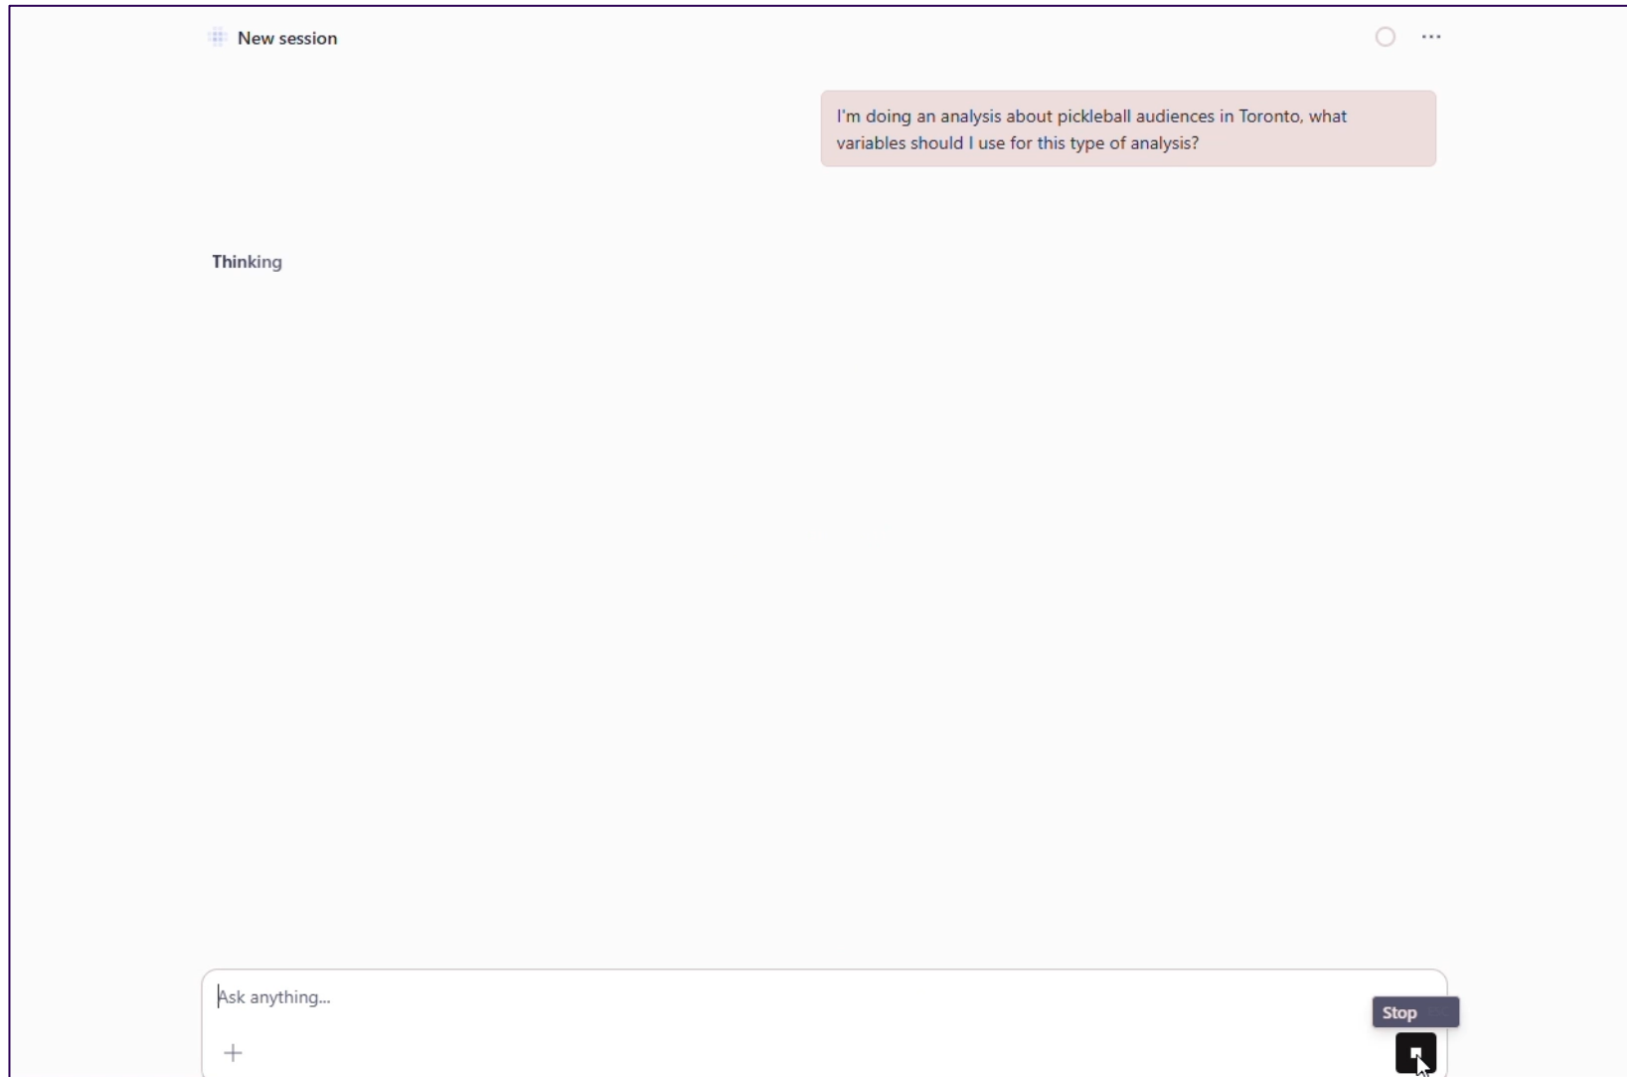 New session
I'm doing an analysis about pickleball audiences in Toronto, what
variables should I use for this type of analysis?
Thinking
Ask anything...
Stop